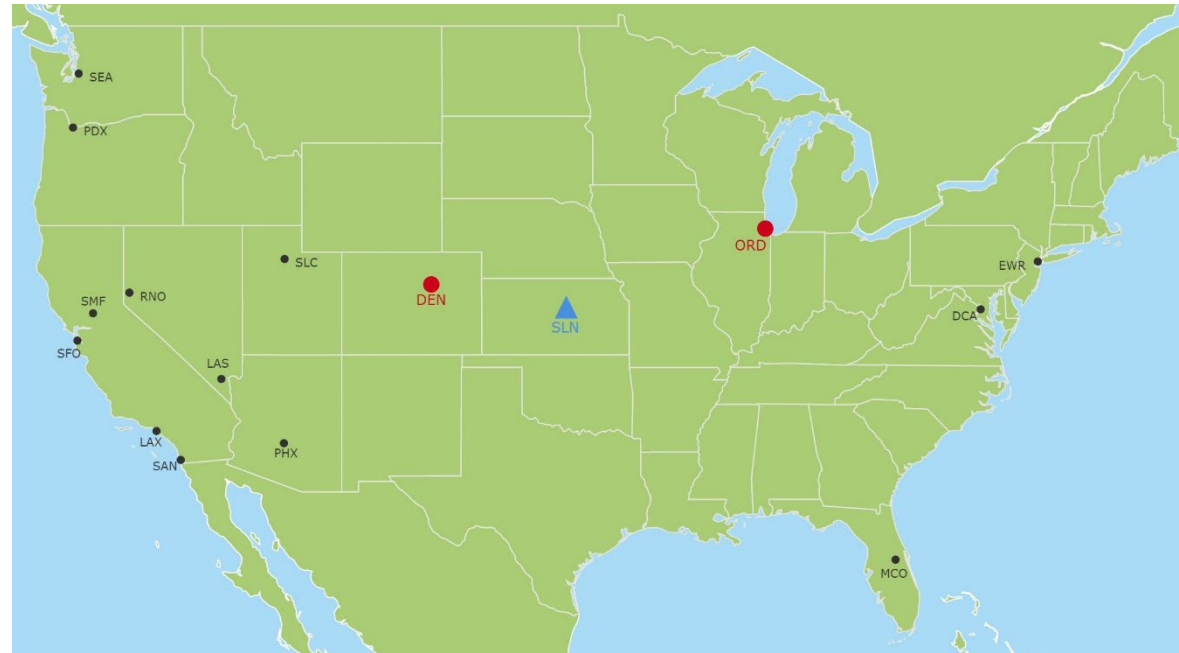 SEA
PDX
ORD
SLC
EWR
RNO
DEN
SMF
DCA
SLN
SFO
LAS
LAX
PHX
SAN
MCO